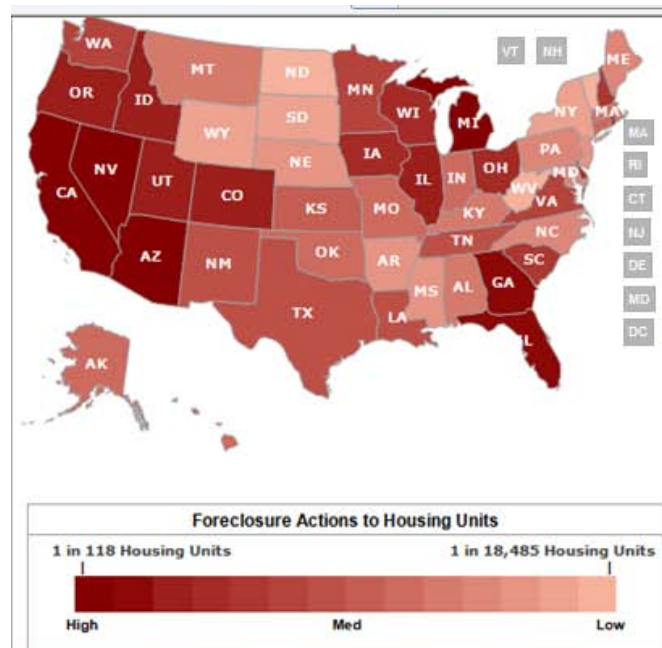 VT NH
WA
ME
MT
ND
MN
OR
ID
WI
SD
MI
NY
MA
WY
MA
IA
PA
NE
RI
NV
IL
IN
OH
MD
UT
CO
WV
VA
CT
CA
KS
MO
KY
NJ
NC
TN
AZ
NM
OK
AR
SC
DE
MS
AL
GA
MD
TX
LA
L
DC
AK
Foreclosure Actions to Housing Units
1 in 118 Housing Units 1 in 18,485 Housing Units
High Med Low